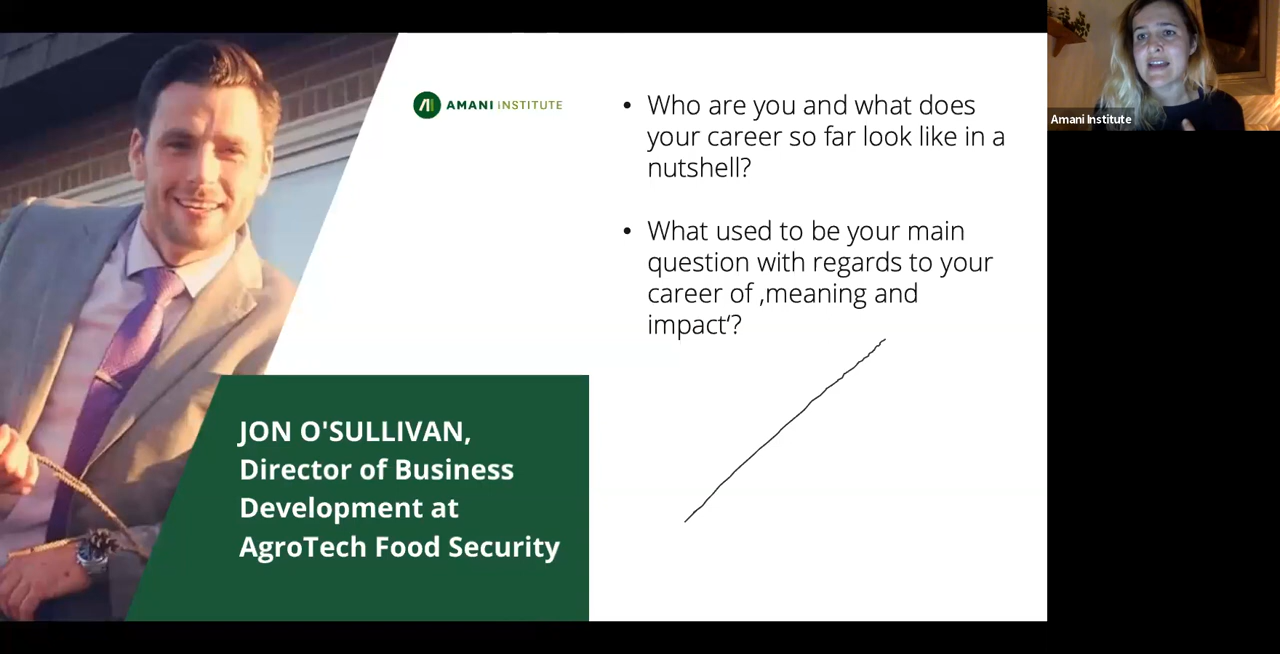 AMANI INSTITUTE
• Who are you and what does
your career so far look like in a
nutshell?
• What used to be your main
question with regards to your
career of ‚meaning and
impact‘?
JON O'SULLIVAN,
Director of Business
Development at
AgroTech Food Security
Amani Institute